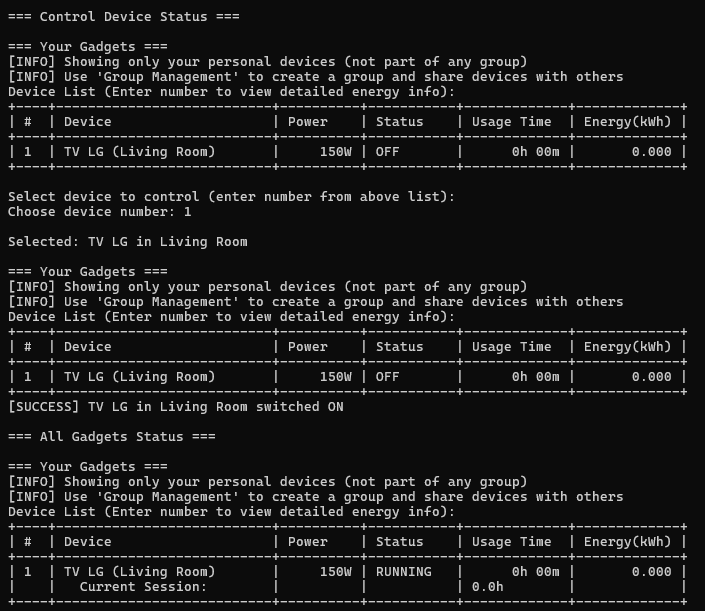 === Control Device Status ===
=== Your Gadgets ===
[INFO] Showing only your personal devices (not part of any group)
[INFO] Use 'Group Management' to create a group and share devices with others
Device List (Enter number to view detailed energy info):
+----+---------------------------+----------+-----------+-------------+-------------+
| #  | Device                    | Power    | Status    | Usage Time  | Energy(kWh) |
+----+---------------------------+----------+-----------+-------------+-------------+
| 1  | TV LG (Living Room)       |     150W | OFF       |      0h 00m |       0.000 |
+----+---------------------------+----------+-----------+-------------+-------------+
Select device to control (enter number from above list):
Choose device number: 1
Selected: TV LG in Living Room
=== Your Gadgets ===
[INFO] Showing only your personal devices (not part of any group)
[INFO] Use 'Group Management' to create a group and share devices with others
Device List (Enter number to view detailed energy info):
+----+---------------------------+----------+-----------+-------------+-------------+
| #  | Device                    | Power    | Status    | Usage Time  | Energy(kWh) |
+----+---------------------------+----------+-----------+-------------+-------------+
| 1  | TV LG (Living Room)       |     150W | OFF       |      0h 00m |       0.000 |
+----+---------------------------+----------+-----------+-------------+-------------+
[SUCCESS] TV LG in Living Room switched ON
=== All Gadgets Status ===
=== Your Gadgets ===
[INFO] Showing only your personal devices (not part of any group)
[INFO] Use 'Group Management' to create a group and share devices with others
Device List (Enter number to view detailed energy info):
+----+---------------------------+----------+-----------+-------------+-------------+
| #  | Device                    | Power    | Status    | Usage Time  | Energy(kWh) |
+----+---------------------------+----------+-----------+-------------+-------------+
| 1  | TV LG (Living Room)       |     150W | RUNNING   |      0h 00m |       0.000 |
|    |   Current Session:        |          |           | 0.0h        |             |
+----+---------------------------+----------+-----------+-------------+-------------+